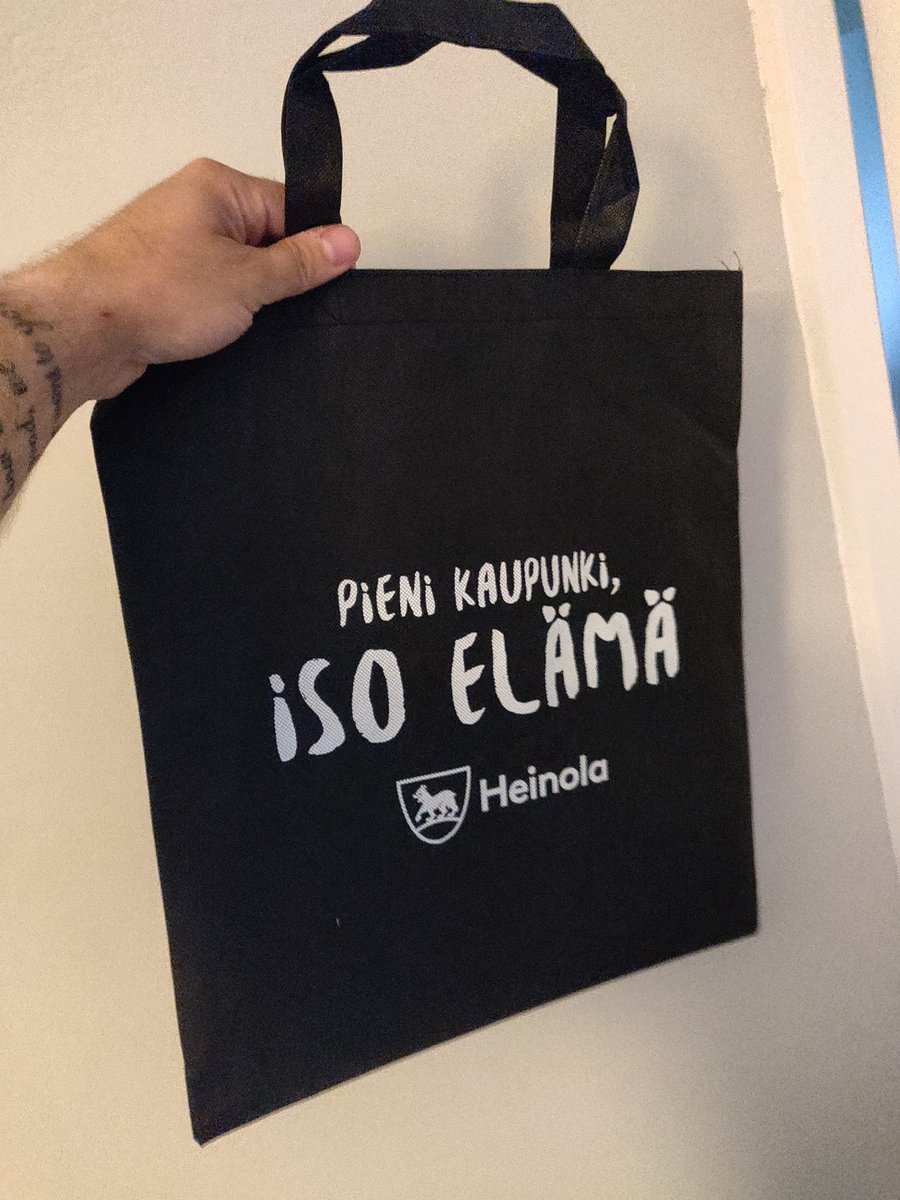 PiENi KAUPUNKi,
iSO ELÄMÄ
Heinola